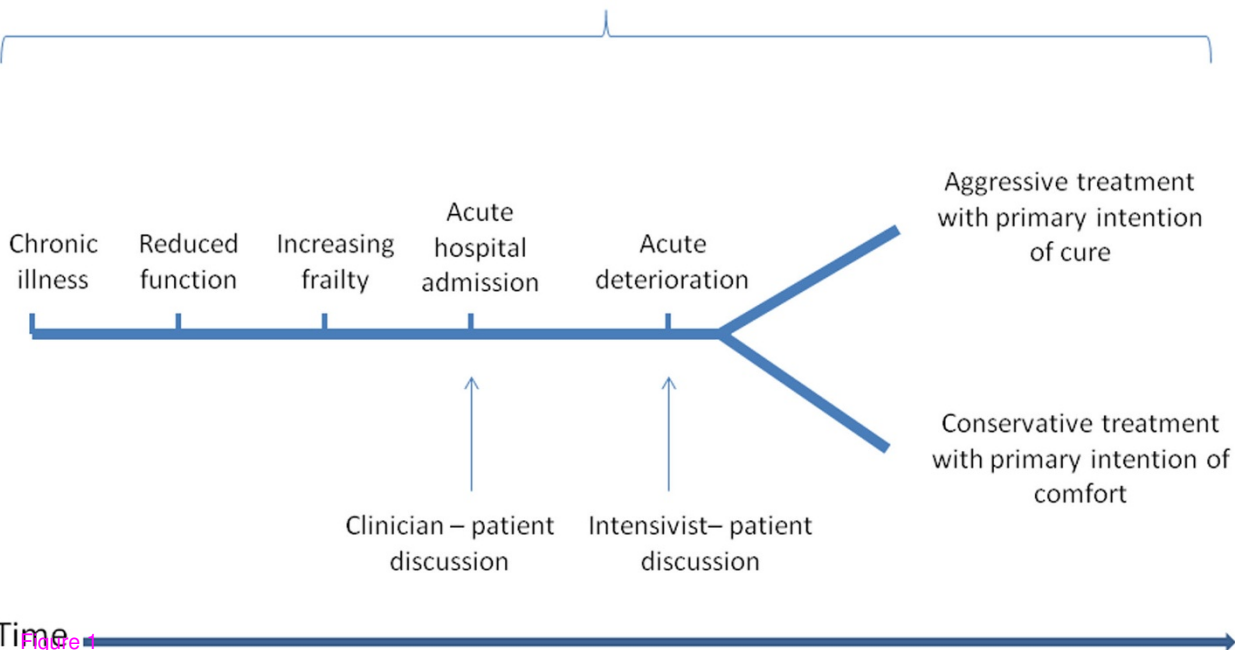 Aggressive treatment
with primary intention
of cure
Chronic
illness
Reduced
function
Increasing
frailty
Acute
hospital
admission
Acute
deterioration
Conservative treatment
with primary intention of
comfort
Clinician – patient
discussion
Intensivist– patient
discussion
Time
Figure 1